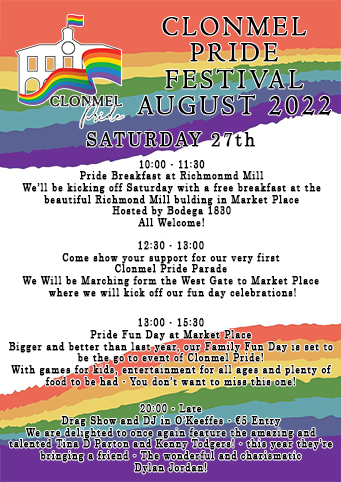 CLONMEL
PRIDE
FESTIVAL
AUGUST 2022
CLONMEL
Pride
SATURDAY 27th
10:00 - 11:30
Pride Breakfast at Richmonmd Mill
We'll be kicking off Saturday with a free breakfast at the
beautiful Richmond Mill bulding in Market Place
Hosted by Bodega 1830
All Welcome!
12:30 - 13:00
Come show your support for our very first
Clonmel Pride Parade
We Will be Marching form the West Gate to Market Place
where we will kick off our fun day celebrations!
13:00 - 15:30
Pride Fun Day at Market Place
Bigger and better than last year, our Family Fun Day is set to
be the go to event of Clonmel Pride!
With games for kids, entertainment for all ages and plenty of
food to be had - You don't want to miss this one!
20:00 - Late
Drag Show and DJ in O'Keeffes - €5 Entry
We are delighted to once again feature the amazing and
talented Tina D Parton and Kenny Todgers! - this year they're
bringing a friend - The wonderful and charismatic
Dylan Jordan!